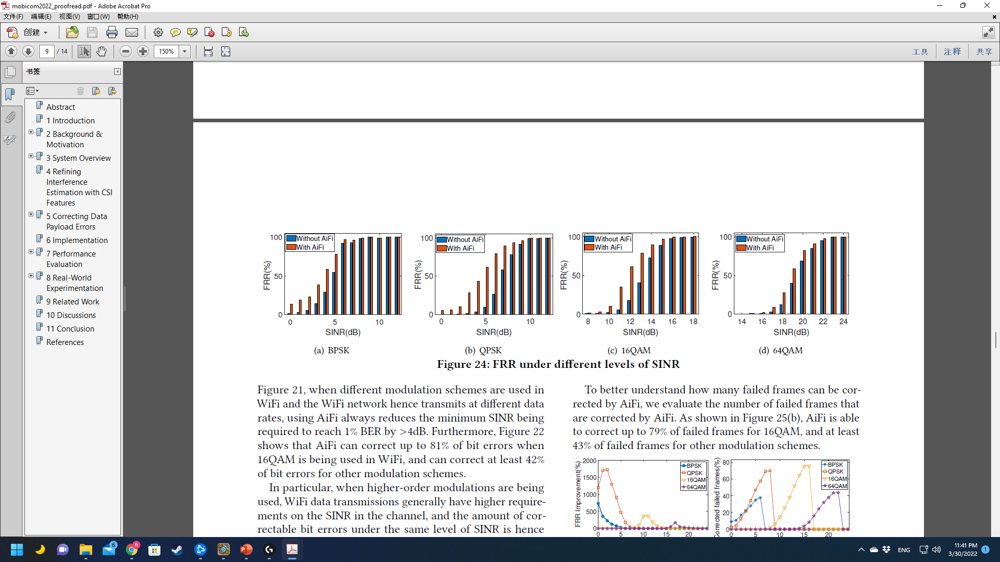 mobicom2022_proofread.pdf - Adobe Acrobat Pro
文件(F) 编辑(E) 视图(V) 窗口(W) 帮助(H)
创建
9 / 14 150% 工具 注释 共享
书签
Abstract
1 Introduction
2 Background &
Motivation
3 System Overview
4 Refining
Interference
Estimation with CSI
Features
5 Correcting Data
Payload Errors
6 Implementation
7 Performance
Evaluation
8 Real-World
Experimentation
9 Related Work
10 Discussions
11 Conclusion
References
100
50
0
FRR(%)
Without AiFi
With AiFi
0 5 10
SINR(dB)
(a) BPSK
100
50
0
FRR(%)
Without AiFi
With AiFi
0 5 10
SINR(dB)
(b) QPSK
100
50
0
FRR(%)
Without AiFi
With AiFi
8 10 12 14 16 18
SINR(dB)
(c) 16QAM
100
50
0
FRR(%)
Without AiFi
With AiFi
14 16 18 20 22 24
SINR(dB)
(d) 64QAM
Figure 24: FRR under different levels of SINR
Figure 21, when different modulation schemes are used in
WiFi and the WiFi network hence transmits at different data
rates, using AiFi always reduces the minimum SINR being
required to reach 1% BER by >4dB. Furthermore, Figure 22
shows that AiFi can correct up to 81% of bit errors when
16QAM is being used in WiFi, and can correct at least 42%
of bit errors for other modulation schemes.
In particular, when higher-order modulations are being
used, WiFi data transmissions generally have higher require-
ments on the SINR in the channel, and the amount of cor-
rectable bit errors under the same level of SINR is hence
To better understand how many failed frames can be cor-
rected by AiFi, we evaluate the number of failed frames that
are corrected by AiFi. As shown in Figure 25(b), AiFi is able
to correct up to 79% of failed frames for 16QAM, and at least
43% of failed frames for other modulation schemes.
FRR Improvement(%)
2000
1500
1000
500
0
BPSK
QPSK
16QAM
64QAM
0 5 10 15 20
Corrected failed frames(%)
80
60
40
20
0
BPSK
QPSK
16QAM
64QAM
0 5 10 15 20
6
R
ENG
11:41 PM
3/30/2022
1